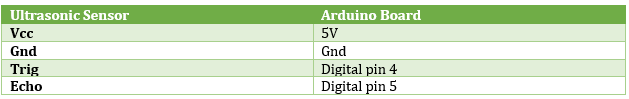 Ultrasonic Sensor Arduino Board
Vcc 5V
Gnd Gnd
Trig Digital pin 4
Echo Digital pin 5